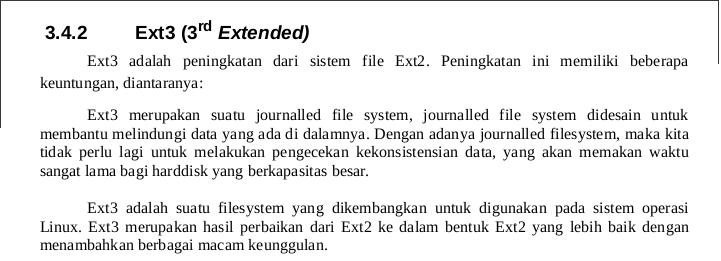 3.4.2 Ext3 (3rd Extended)
Ext3 adalah peningkatan dari sistem file Ext2. Peningkatan ini memiliki beberapa
keuntungan, diantaranya:
Ext3 merupakan suatu journalled file system, journalled file system didesain untuk
membantu melindungi data yang ada di dalamnya. Dengan adanya journalled filesystem, maka kita
tidak perlu lagi untuk melakukan pengecekan kekonsistensian data, yang akan memakan waktu
sangat lama bagi harddisk yang berkapasitas besar.
Ext3 adalah suatu filesystem yang dikembangkan untuk digunakan pada sistem operasi
Linux. Ext3 merupakan hasil perbaikan dari Ext2 ke dalam bentuk Ext2 yang lebih baik dengan
menambahkan berbagai macam keunggulan.